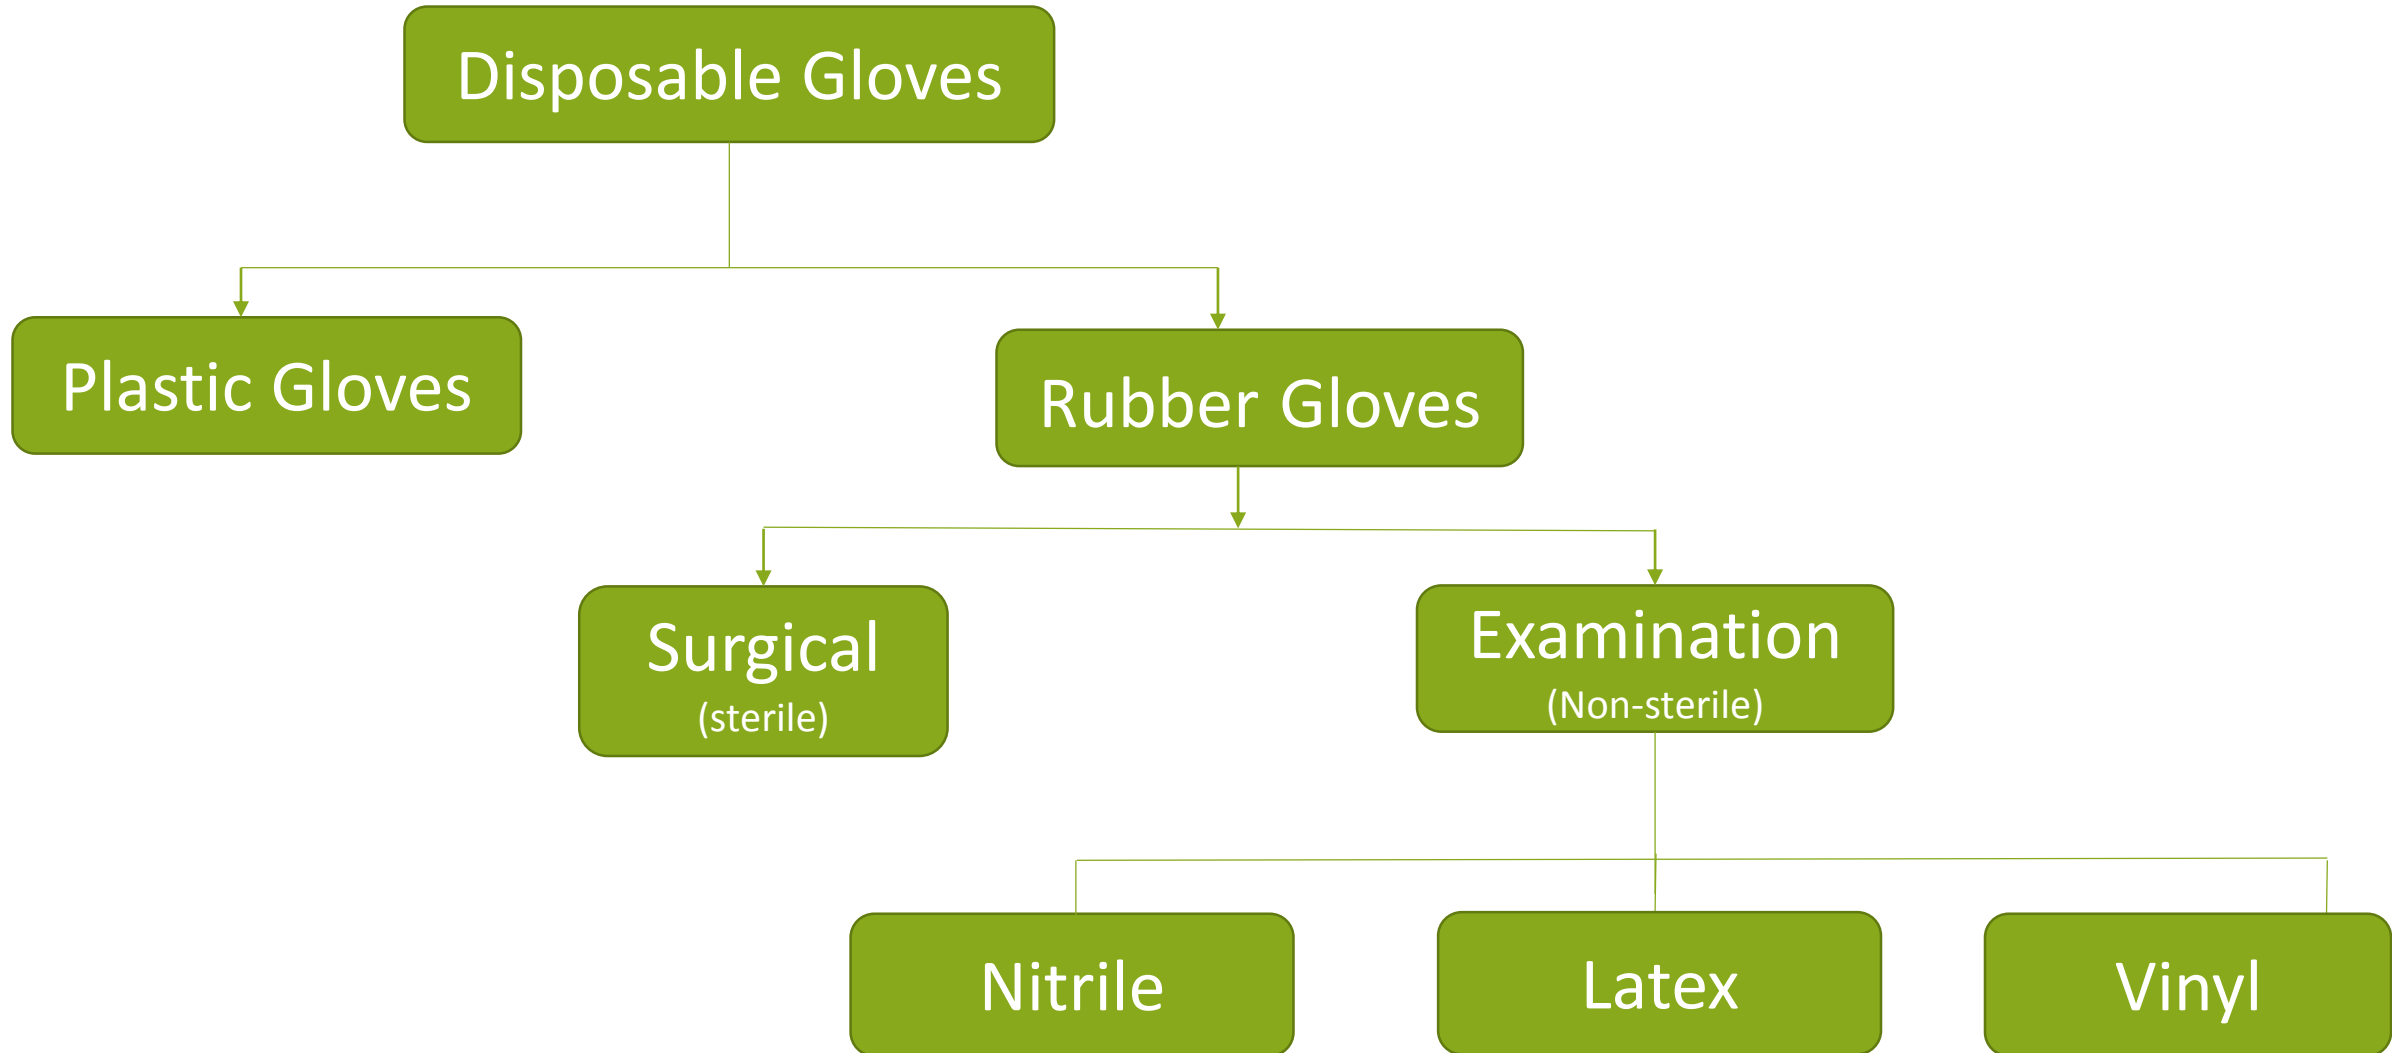 Disposable Gloves
Plastic Gloves
Rubber Gloves
Surgical
(sterile)
Examination
(Non-sterile)
Nitrile
Latex
Vinyl